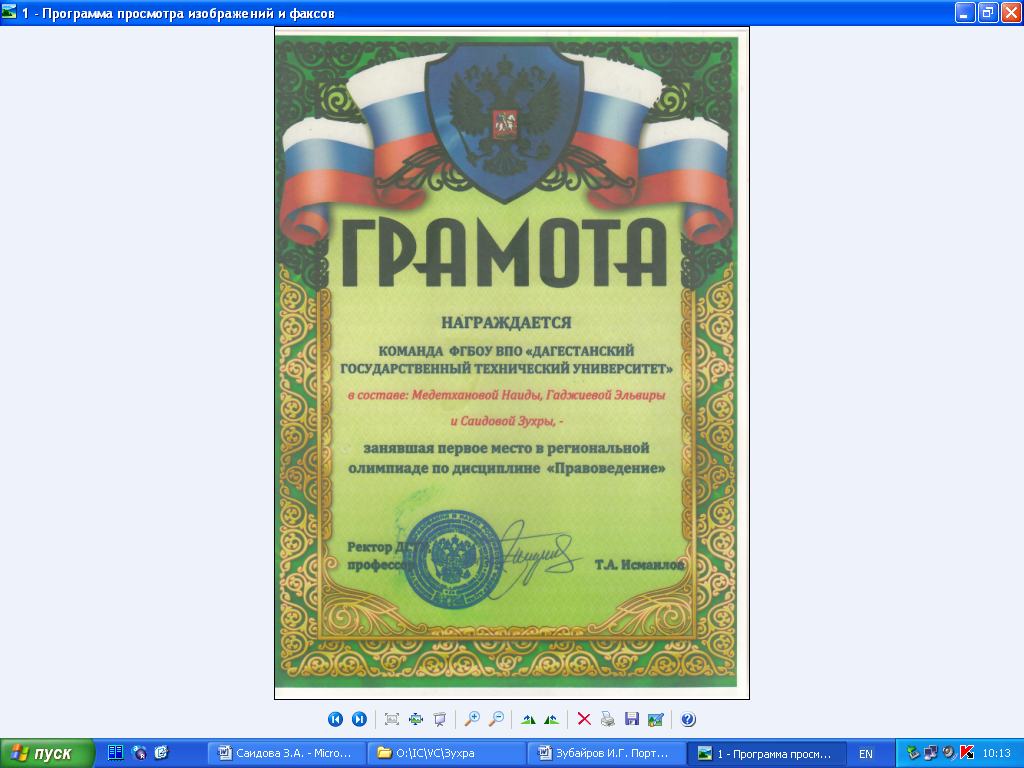 1 - Программа просмотра изображений и факсов
ГРАМОТА
НАГРАЖДАЕТСЯ
КОМАНДА ФГБОУ ВПО «ДАГЕСТАНСКИЙ
ГОСУДАРСТВЕННЫЙ ТЕХНИЧЕСКИЙ УНИВЕРСИТЕТ»
в составе: Медетхановой Наиды, Гаджиевой Эльвиры
и Саидовой Зухры, -
занявшая первое место в региональной
олимпиаде по дисциплине «Правоведение»
Ректор
профессор Т.А. Исмаилов
пуск
Саидова З.А. - Micro...
O:\IC\VC\Зухра
Зубайров И.Г. Порт...
1 - Программа просм...
EN
10:13